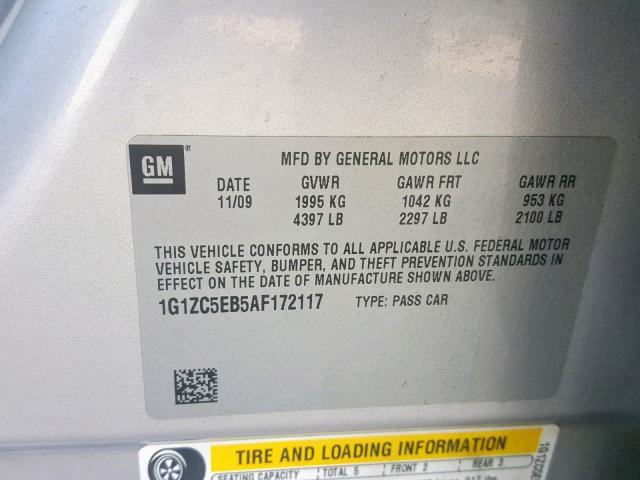 GM
MFD BY GENERAL MOTORS LLC
DATE GVWR GAWR FRT GAWR RR
11/09 1995 KG 1042 KG 953 KG
4397 LB 2297 LB 2100 LB
THIS VEHICLE CONFORMS TO ALL APPLICABLE U.S. FEDERAL MOTOR
VEHICLE SAFETY, BUMPER, AND THEFT PREVENTION STANDARDS IN
EFFECT ON THE DATE OF MANUFACTURE SHOWN ABOVE.
1G1ZC5EB5AF172117 TYPE: PASS CAR
TIRE AND LOADING INFORMATION
SEATING CAPACITY TOTAL 5 FRONT 2 REAR 3